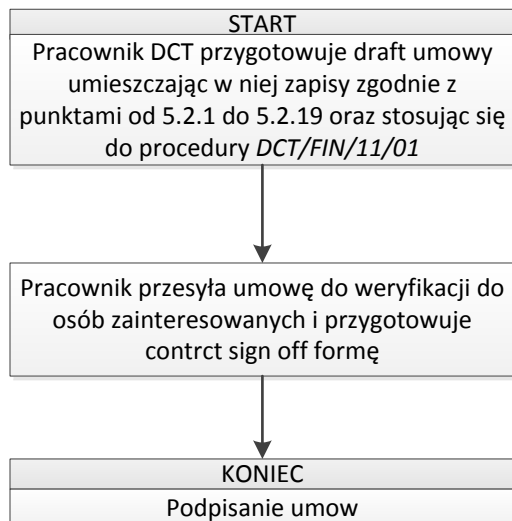 START
Pracownik DCT przygotowuje draft umowy
umieszczając w niej zapisy zgodnie z
punktami od 5.2.1 do 5.2.19 oraz stosując się
do procedury DCT/FIN/11/01
Pracownik przesyła umowę do weryfikacji do
osób zainteresowanych i przygotowuje
contrct sign off formę
KONIEC
Podpisanie umow